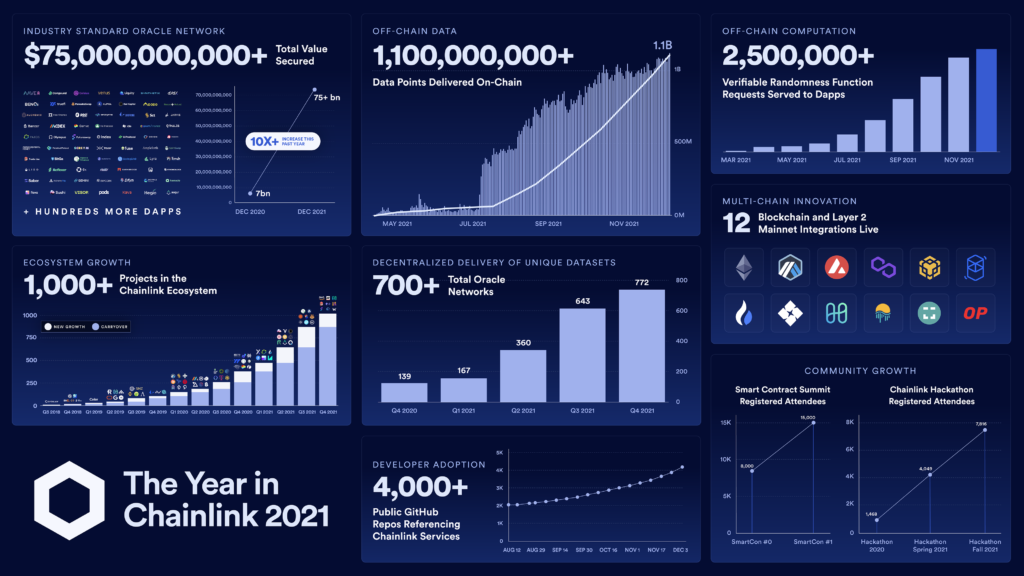 INDUSTRY STANDARD ORACLE NETWORK
$75,000,000,000+
Total Value
Secured
70,000,000,000
60,000,000,000
50,000,000,000
40,000,000,000
30,000,000,000
20,000,000,000
10,000,000,000
0
75+ bn
10X+
INCREASE THIS
PAST YEAR
7bn
DEC 2020
DEC 2021
+ HUNDREDS MORE DAPPS
OFF-CHAIN DATA
1,100,000,000+
Data Points Delivered On-Chain
1.1B
1B
500M
0M
MAY 2021
JUL 2021
SEP 2021
NOV 2021
OFF-CHAIN COMPUTATION
2,500,000+
Verifiable Randomness Function
Requests Served to Dapps
MAR 2021
MAY 2021
JUL 2021
SEP 2021
NOV 2021
MULTI-CHAIN INNOVATION
12
Blockchain and Layer 2
Mainnet Integrations Live
OP
ECOSYSTEM GROWTH
1,000+
Projects in the
Chainlink Ecosystem
NEW GROWTH
CARRYOVER
1000
750
500
250
0
Q3 2018
Q4 2018
Q1 2019
Q2 2019
Q3 2019
Q4 2019
Q1 2020
Q2 2020
Q3 2020
Q4 2020
Q1 2021
Q2 2021
Q3 2021
Q4 2021
DECENTRALIZED DELIVERY OF UNIQUE DATASETS
700+
Total Oracle
Networks
800
600
400
200
0
139
167
360
643
772
Q4 2020
Q1 2021
Q2 2021
Q3 2021
Q4 2021
COMMUNITY GROWTH
Smart Contract Summit
Registered Attendees
15K
10K
5K
0
15,000
SmartCon #0
SmartCon #1
Chainlink Hackathon
Registered Attendees
8K
6K
4K
2K
0
4,045
Hackathon
2020
Hackathon
Spring 2021
Hackathon
Fall 2021
DEVELOPER ADOPTION
4,000+
Public GitHub
Repos Referencing
Chainlink Services
5K
4K
3K
2K
1K
0
AUG 12
AUG 29
SEP 14
SEP 30
OCT 16
NOV 1
NOV 17
DEC 3
The Year in
Chainlink 2021